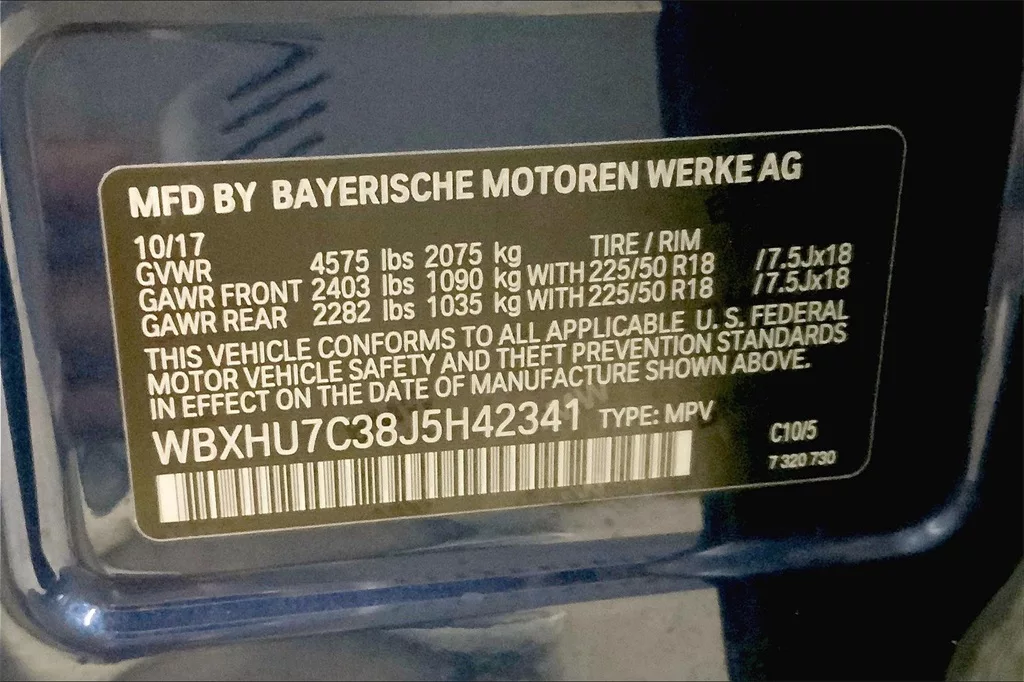 MFD BY BAYERISCHE MOTOREN WERKE AG
10/17 TIRE / RIM
GVWR 4575 lbs 2075 kg
GAWR FRONT 2403 lbs 1090 kg WITH 225/50 R18 /7.5Jx18
GAWR REAR 2282 lbs 1035 kg WITH 225/50 R18 /7.5Jx18
THIS VEHICLE CONFORMS TO ALL APPLICABLE U. S. FEDERAL
MOTOR VEHICLE SAFETY AND THEFT PREVENTION STANDARDS
IN EFFECT ON THE DATE OF MANUFACTURE SHOWN ABOVE.
WBXHU7C38J5H42341 TYPE: MPV
C10/5
7 320 730